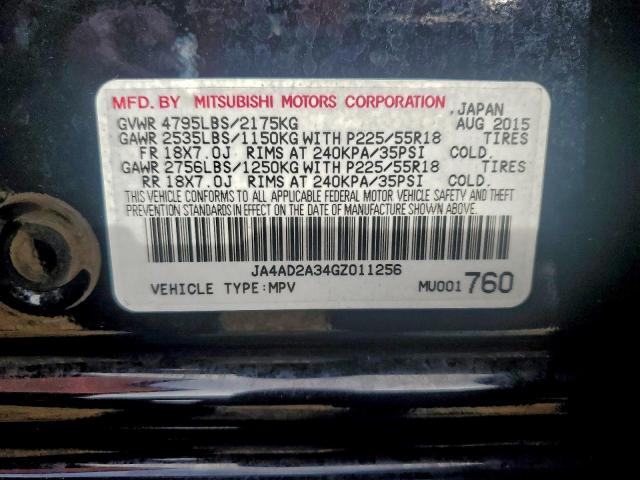 MFD. BY MITSUBISHI MOTORS CORPORATION , JAPAN
GVWR 4795LBS/2175KG AUG 2015
GAWR 2535LBS/1150KG WITH P225/55R18 TIRES
FR 18X7.0J RIMS AT 240KPA/35PSI COLD.
GAWR 2756LBS/1250KG WITH P225/55R18 TIRES
RR 18X7.0J RIMS AT 240KPA/35PSI COLD.
THIS VEHICLE CONFORMS TO ALL APPLICABLE FEDERAL MOTOR VEHICLE SAFETY AND THEFT
PREVENTION STANDARDS IN EFFECT ON THE DATE OF MANUFACTURE SHOWN ABOVE.
JA4AD2A34GZ011256
VEHICLE TYPE:MPV MU001 760